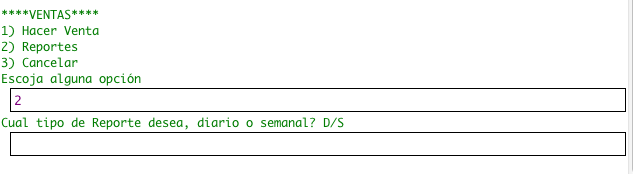 ****VENTAS****
1) Hacer Venta
2) Reportes
3) Cancelar
Escoja alguna opción
2
Cual tipo de Reporte desea, diario o semanal? D/S